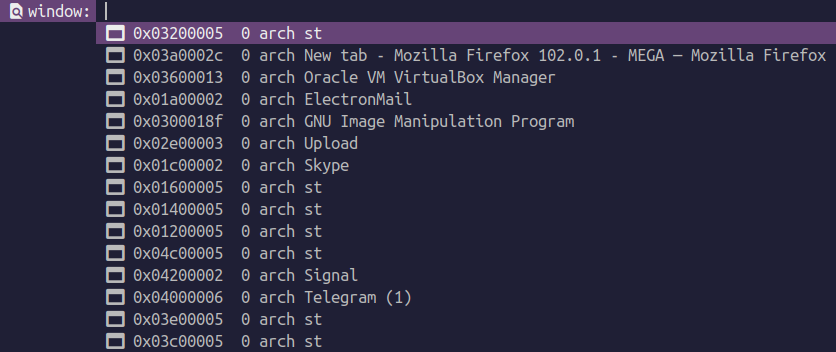 window:
0x03200005  0 arch st
0x03a0002c  0 arch New tab - Mozilla Firefox 102.0.1 - MEGA — Mozilla Firefox
0x03600013  0 arch Oracle VM VirtualBox Manager
0x01a00002  0 arch ElectronMail
0x0300018f  0 arch GNU Image Manipulation Program
0x02e00003  0 arch Upload
0x01c00002  0 arch Skype
0x01600005  0 arch st
0x01400005  0 arch st
0x01200005  0 arch st
0x04c00005  0 arch st
0x04200002  0 arch Signal
0x04000006  0 arch Telegram (1)
0x03e00005  0 arch st
0x03c00005  0 arch st